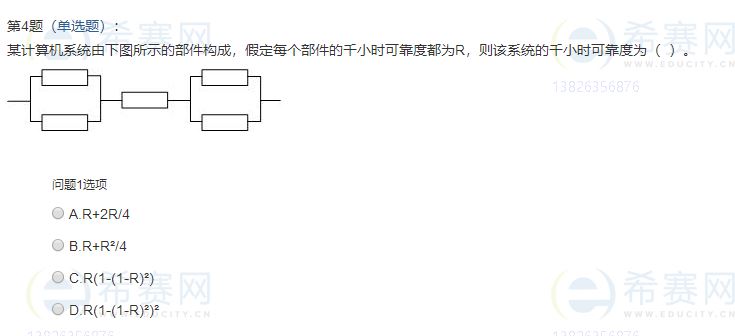 第4题（单选题）：
某计算机系统由下图所示的部件构成，假定每个部件的千小时可靠度都为R，则该系统的千小时可靠度为（ ）。
希赛网
WWW.EDUCITY.CN
13826356876
问题1选项
A.R+2R/4
B.R+R²/4
C.R(1-(1-R)²)
D.R(1-(1-R)²)²
希赛网
EDUCITY.CN
13826356876
希赛网
WWW.EDUCITY.CN
13826356876